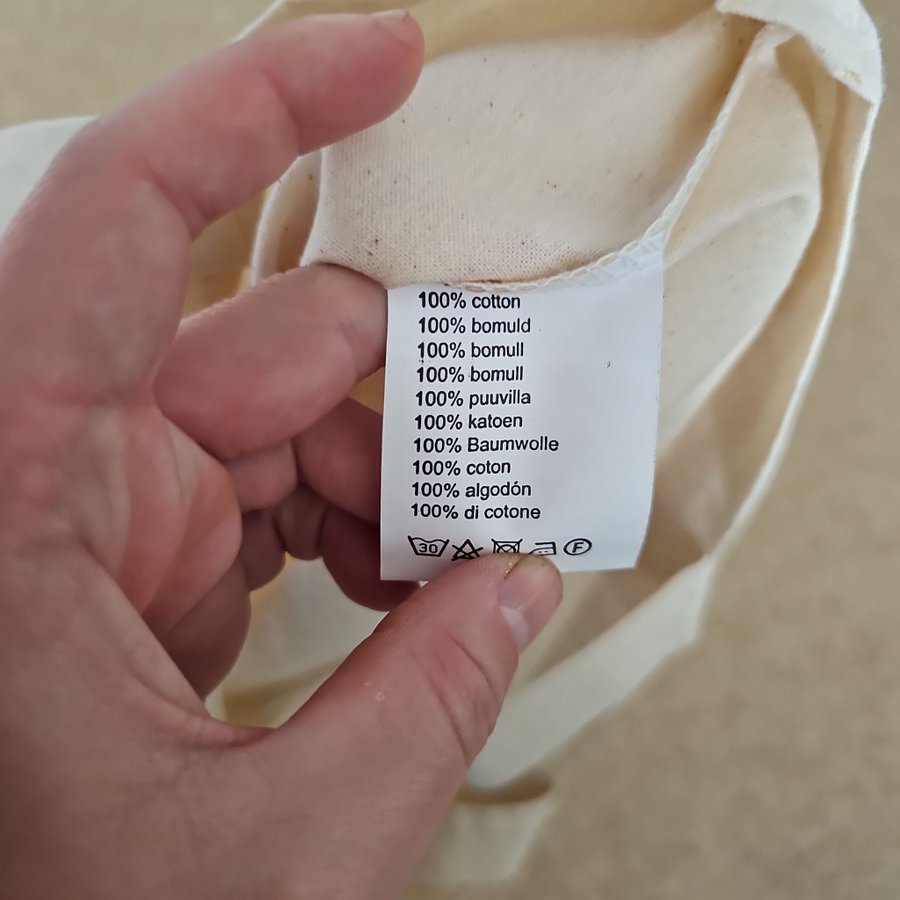 100% cotton
100% bomuld
100% bomull
100% bomull
100% puuvilla
100% katoen
100% Baumwolle
100% coton
100% algodón
100% di cotone
30 F